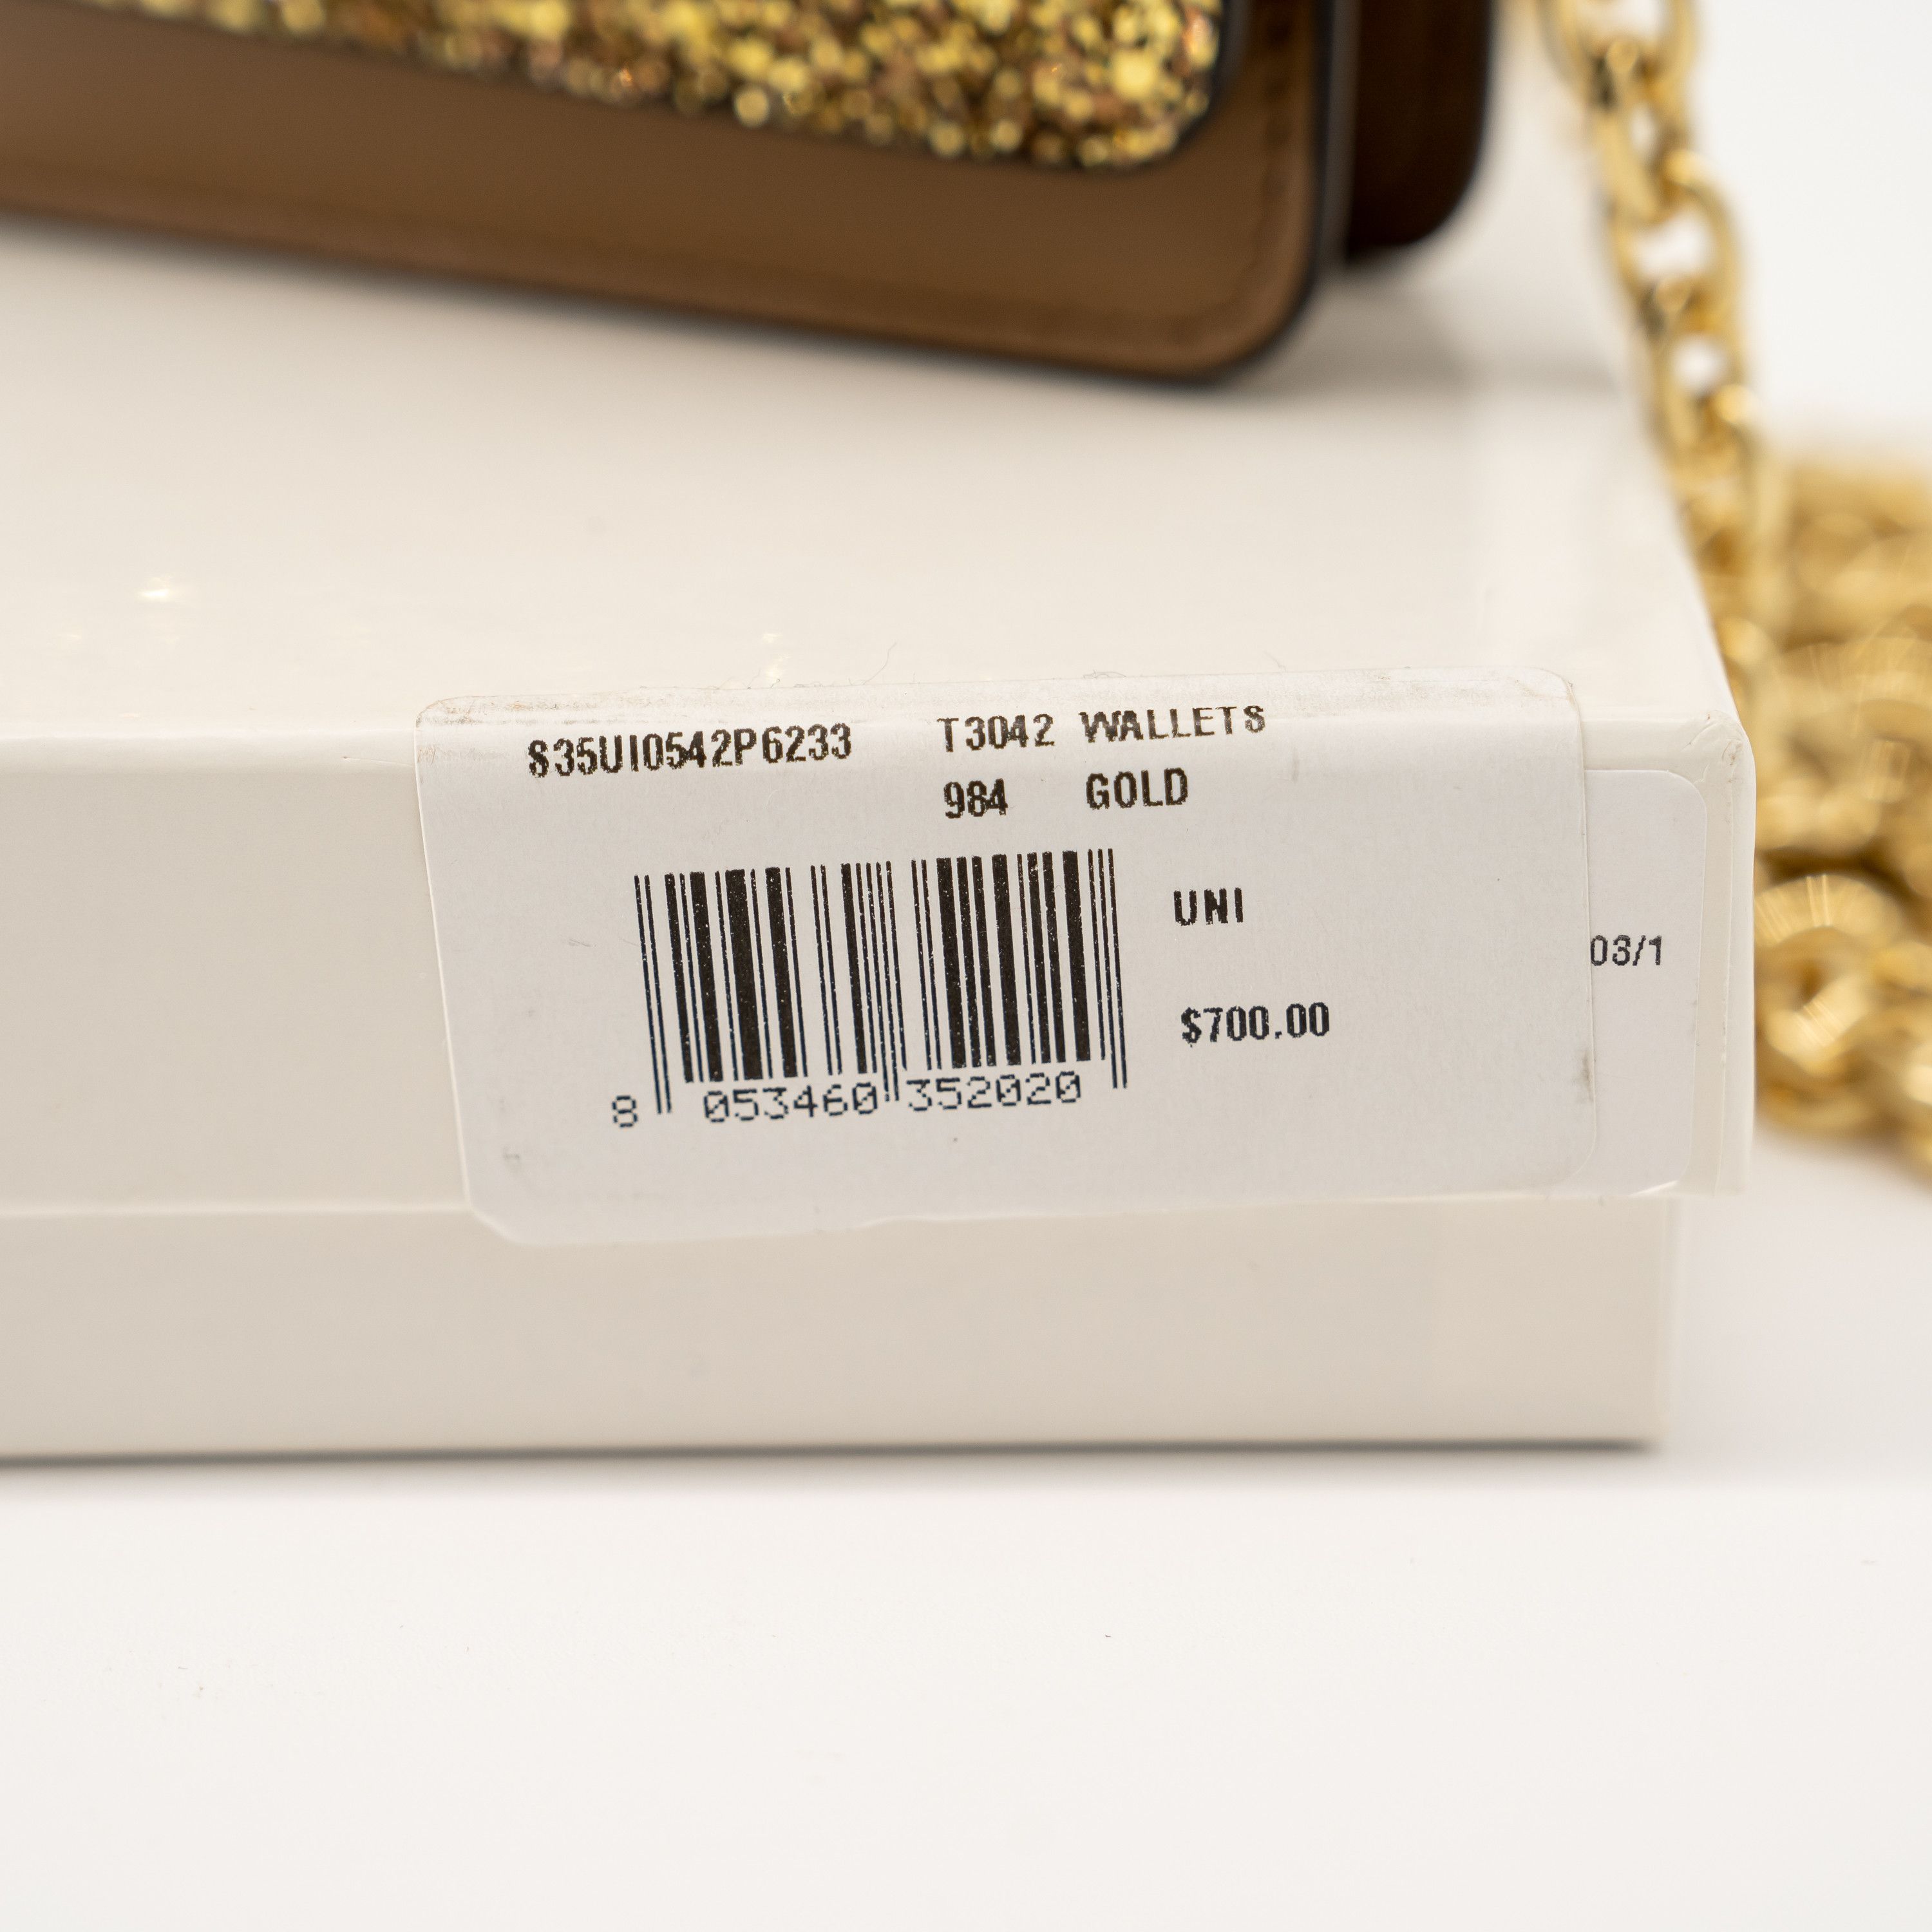 S35UI0542P6233 T3042 WALLETS
984 GOLD
UNI
03/1
$700.00
8 053460 352020